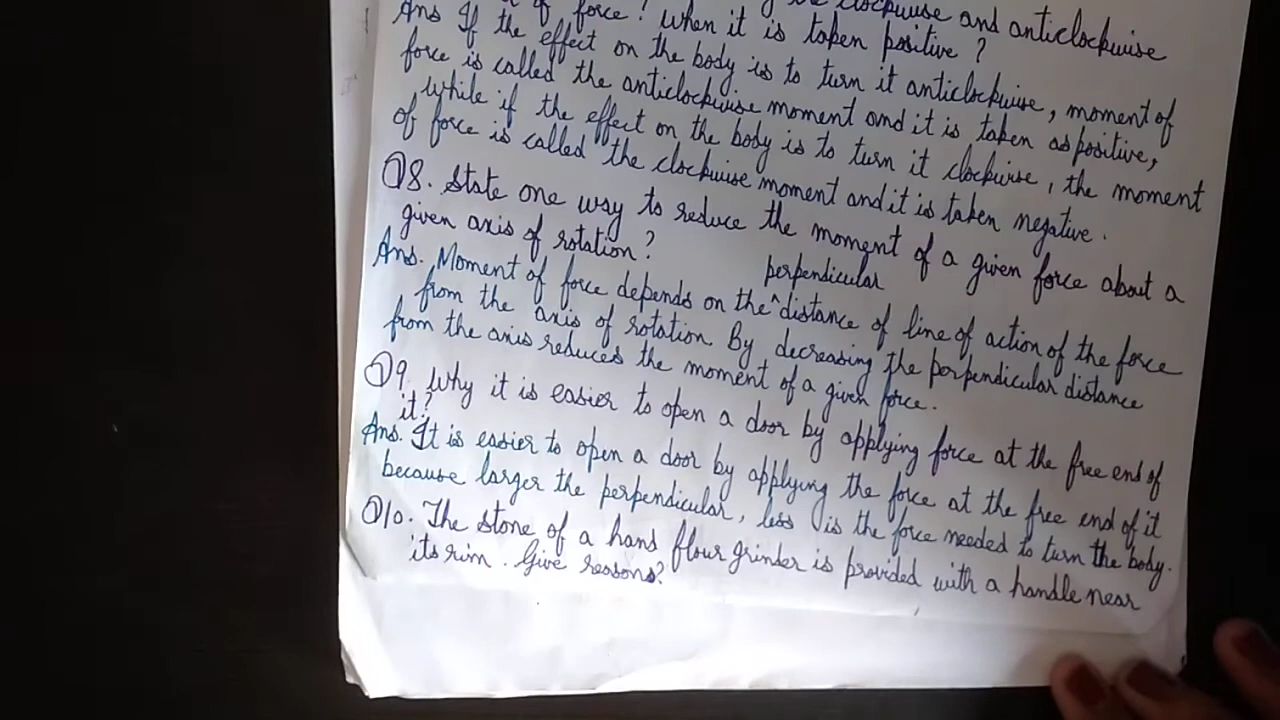 of force? When it is taken positive?
clockwise and anticlockwise
Ans If the effect on the body is to turn it anticlockwise, moment of
force is called the anticlockwise moment and it is taken as positive,
while if the effect on the body is to turn it clockwise, the moment
of force is called the clockwise moment and it is taken negative.
Q8. State one way to reduce the moment of a given force about a
given axis of rotation?
Ans. Moment of force depends on the ^ perpendicular distance of line of action of the force
from the axis of rotation By decreasing the perpendicular distance
from the axis reduces the moment of a given force.
Q9. Why it is easier to open a door by applying force at the free end of
it?
Ans. It is easier to open a door by applying the force at the free end of it
because larger the perpendicular, less is the force needed to turn the body.
Q10. The stone of a hand flour grinder is provided with a handle near
its rim. Give reasons?